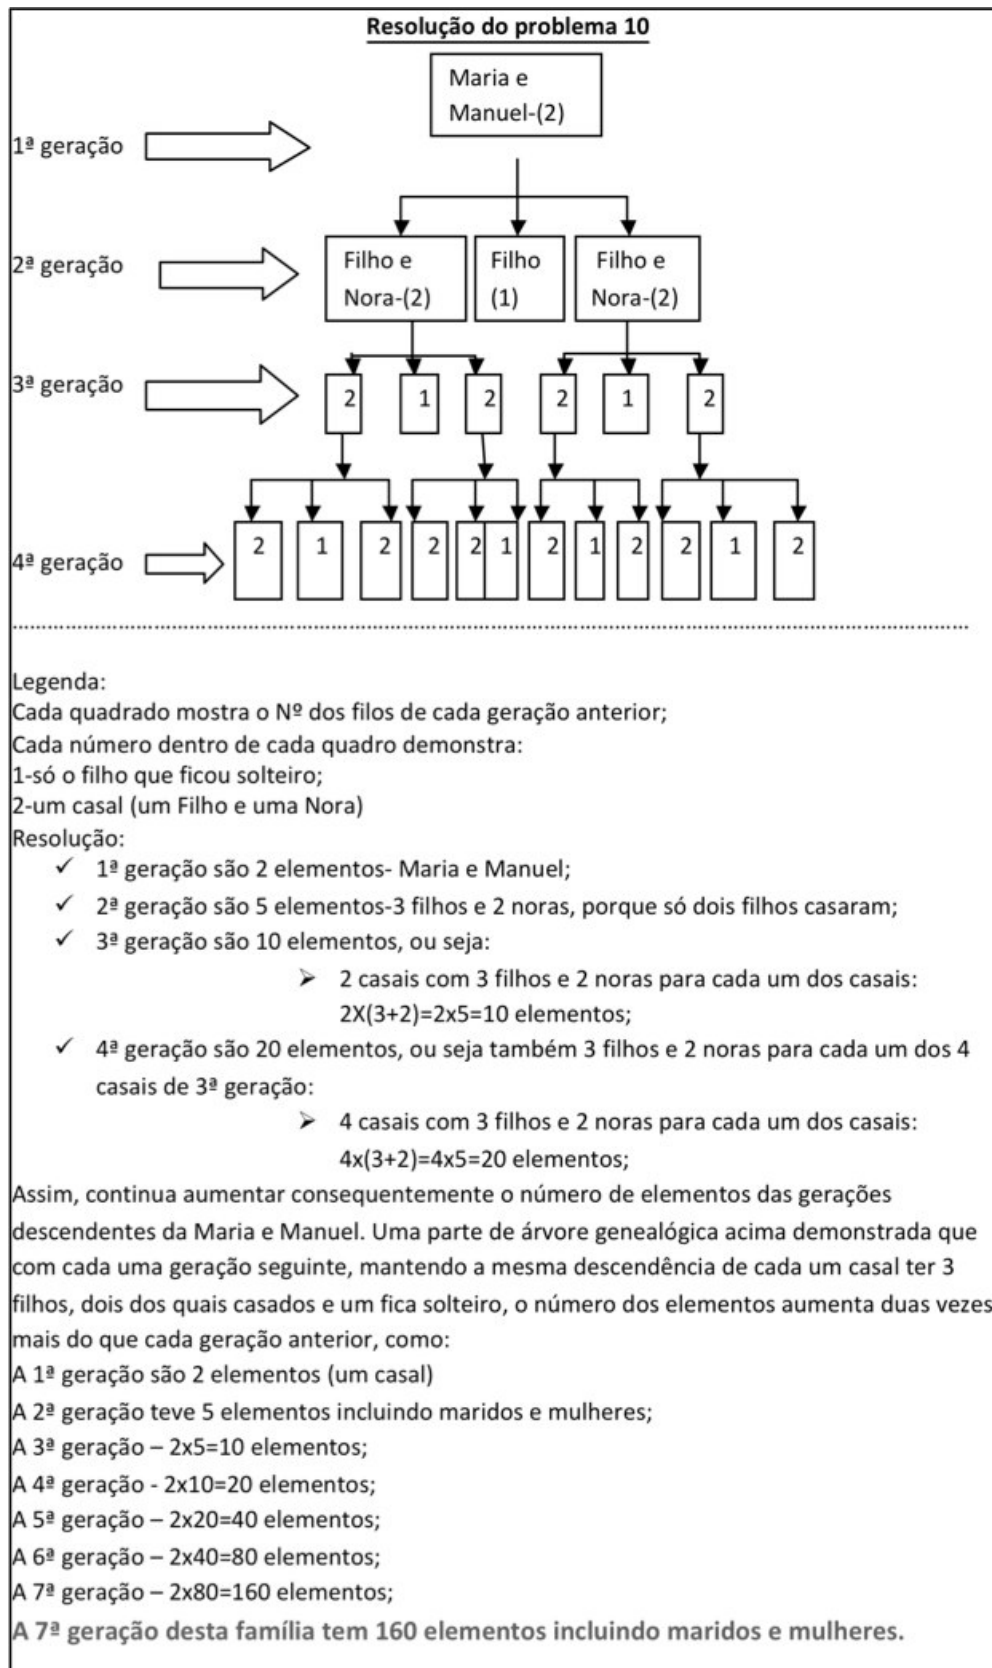 Resolução do problema 10
Maria e
Manuel-(2)
1ª geração
2ª geração
Filho e
Nora-(2)
Filho
(1)
Filho e
Nora-(2)
3ª geração
2 1 2 2 1 2
4ª geração
2 1 2 2 2 1 2 1 2 2 1 2
Legenda:
Cada quadrado mostra o Nº dos filos de cada geração anterior;
Cada número dentro de cada quadro demonstra:
1-só o filho que ficou solteiro;
2-um casal (um Filho e uma Nora)
Resolução:
✓ 1ª geração são 2 elementos- Maria e Manuel;
✓ 2ª geração são 5 elementos-3 filhos e 2 noras, porque só dois filhos casaram;
✓ 3ª geração são 10 elementos, ou seja:
➢ 2 casais com 3 filhos e 2 noras para cada um dos casais:
2X(3+2)=2x5=10 elementos;
✓ 4ª geração são 20 elementos, ou seja também 3 filhos e 2 noras para cada um dos 4
casais de 3ª geração:
➢ 4 casais com 3 filhos e 2 noras para cada um dos casais:
4x(3+2)=4x5=20 elementos;
Assim, continua aumentar consequentemente o número de elementos das gerações
descendentes da Maria e Manuel. Uma parte de árvore genealógica acima demonstrada que
com cada uma geração seguinte, mantendo a mesma descendência de cada um casal ter 3
filhos, dois dos quais casados e um fica solteiro, o número dos elementos aumenta duas vezes
mais do que cada geração anterior, como:
A 1ª geração são 2 elementos (um casal)
A 2ª geração teve 5 elementos incluindo maridos e mulheres;
A 3ª geração – 2x5=10 elementos;
A 4ª geração - 2x10=20 elementos;
A 5ª geração – 2x20=40 elementos;
A 6ª geração – 2x40=80 elementos;
A 7ª geração – 2x80=160 elementos;
A 7ª geração desta família tem 160 elementos incluindo maridos e mulheres.